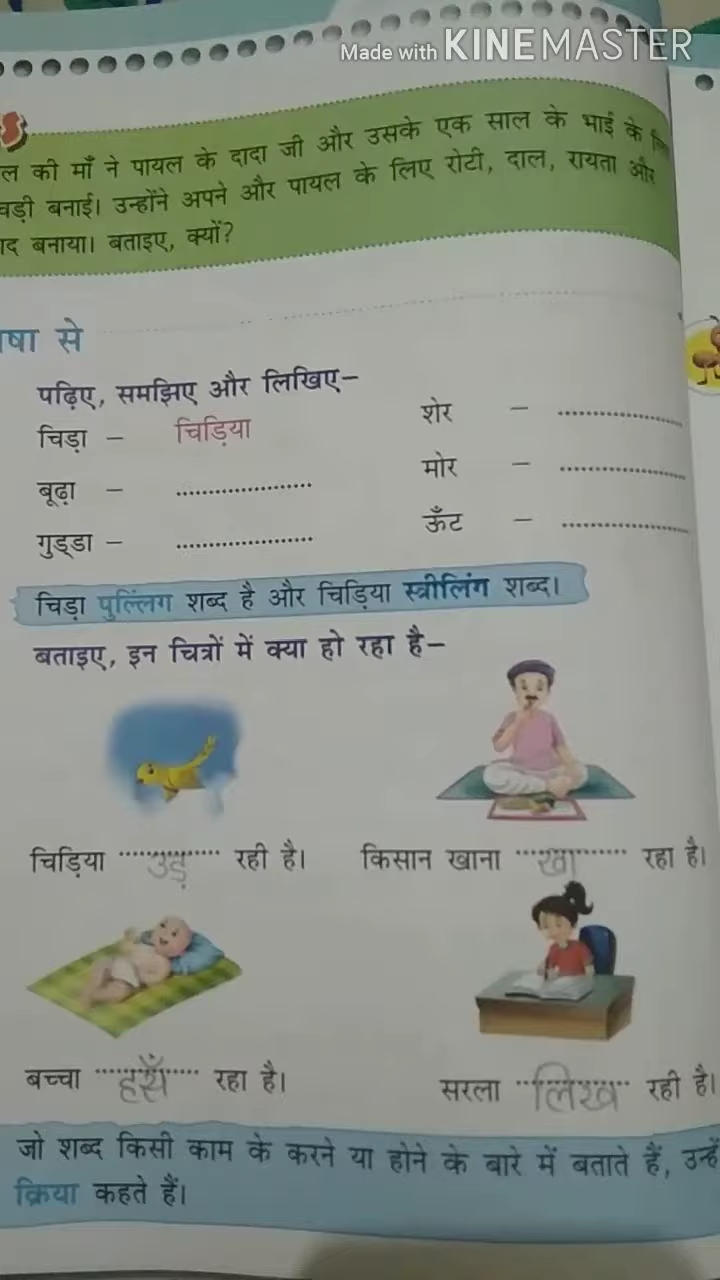 Made with KINEMASTER
ल की माँ ने पायल के दादा जी और उसके एक साल के भाई के
वड़ी बनाई। उन्होंने अपने और पायल के लिए रोटी, दाल, रायता और
ाद बनाया। बताइए, क्यों?
षा से
पढ़िए, समझिए और लिखिए–
चिड़ा – चिड़िया
शेर – ....................
बूढ़ा – ....................
मोर – ....................
गुड्डा – ....................
ऊँट – ....................
चिड़ा पुल्लिंग शब्द है और चिड़िया स्त्रीलिंग शब्द।
बताइए, इन चित्रों में क्या हो रहा है–
चिड़िया उड़ रही है।
किसान खाना खा रहा है।
बच्चा हसँ रहा है।
सरला लिख रही है।
जो शब्द किसी काम के करने या होने के बारे में बताते हैं, उन्हें
क्रिया कहते हैं।